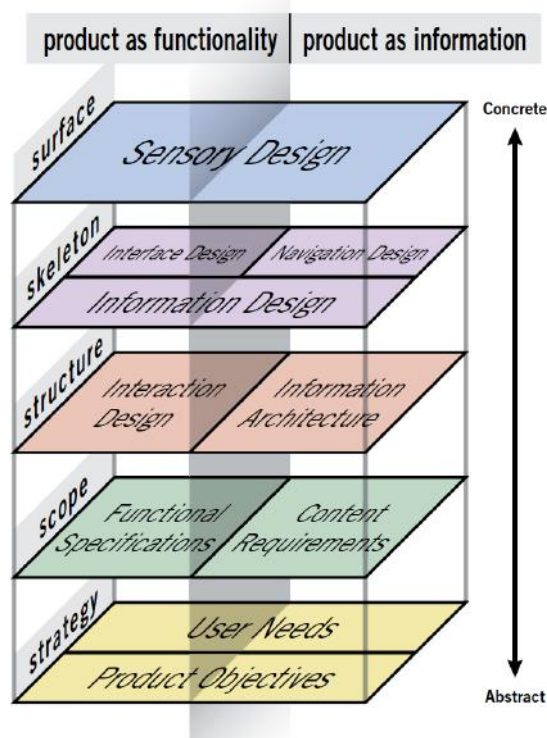 product as functionality
product as information
Concrete
surface
Sensory Design
skeleton
Interface Design
Navigation Design
Information Design
structure
Interaction
Design
Information
Architecture
scope
Functional
Specifications
Content
Requirements
strategy
User Needs
Product Objectives
Abstract